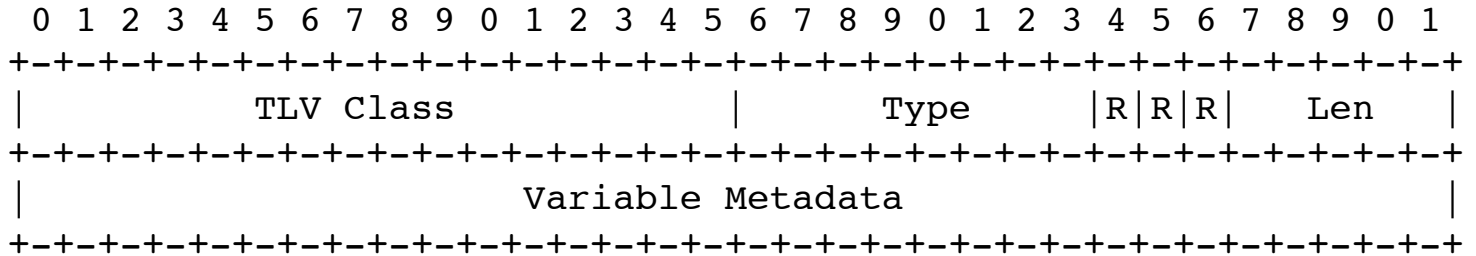 0 1 2 3 4 5 6 7 8 9 0 1 2 3 4 5 6 7 8 9 0 1 2 3 4 5 6 7 8 9 0 1
+-+-+-+-+-+-+-+-+-+-+-+-+-+-+-+-+-+-+-+-+-+-+-+-+-+-+-+-+-+-+-+-+
|          TLV Class            |      Type     |R|R|R|   Len   |
+-+-+-+-+-+-+-+-+-+-+-+-+-+-+-+-+-+-+-+-+-+-+-+-+-+-+-+-+-+-+-+-+
|                      Variable Metadata                        |
+-+-+-+-+-+-+-+-+-+-+-+-+-+-+-+-+-+-+-+-+-+-+-+-+-+-+-+-+-+-+-+-+